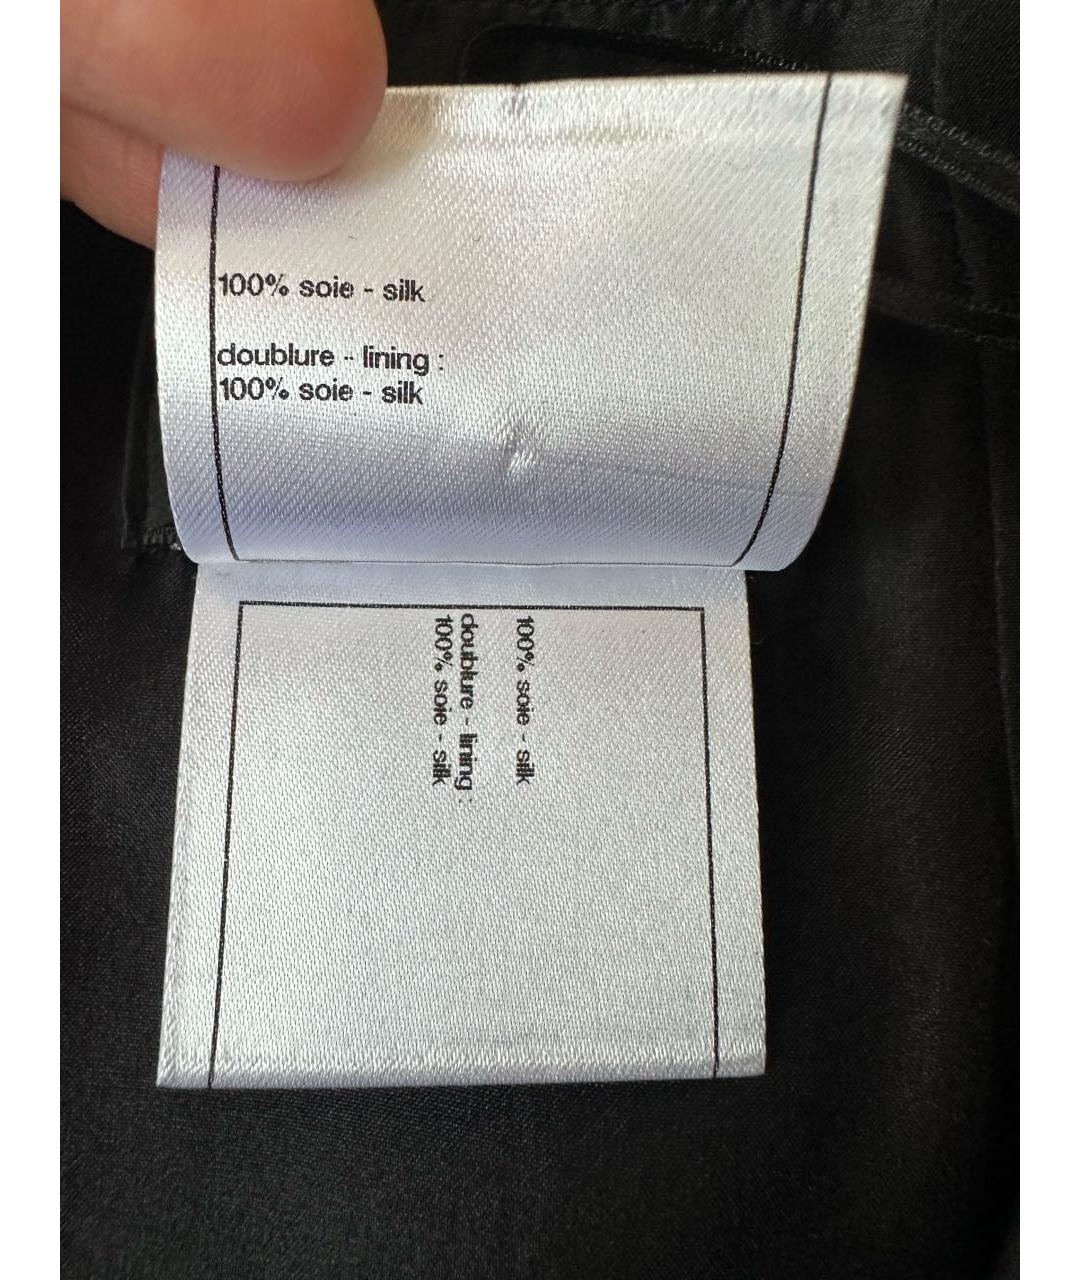 100% soie - silk
doublure - lining :
100% soie - silk
100% soie - silk
doublure - lining :
100% soie - silk